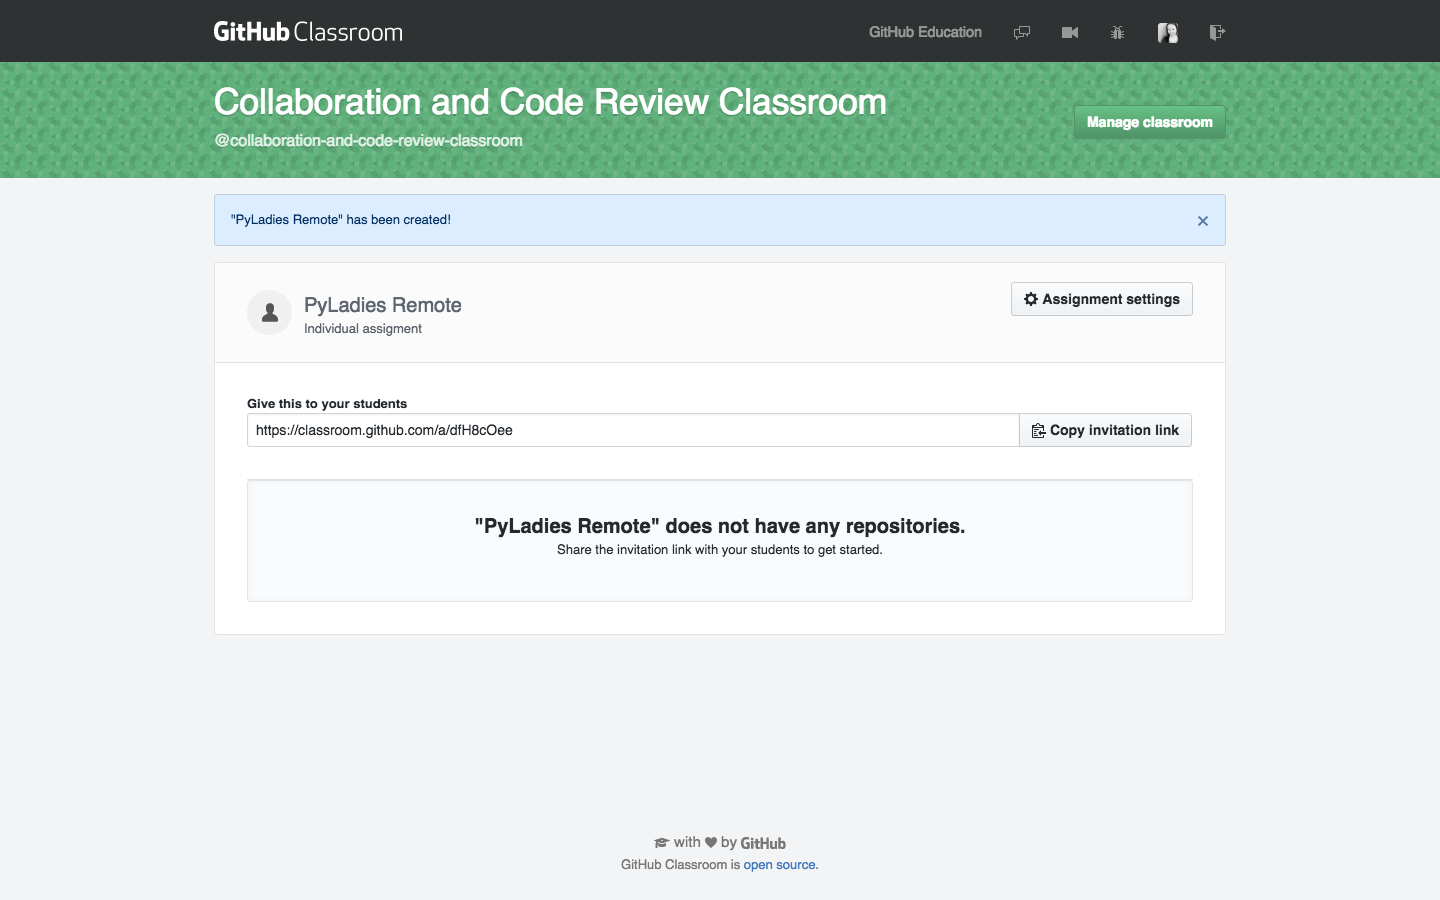 GitHub Classroom
GitHub Education
Collaboration and Code Review Classroom
@collaboration-and-code-review-classroom
Manage classroom
"PyLadies Remote" has been created!
PyLadies Remote
Individual assigment
Assignment settings
Give this to your students
https://classroom.github.com/a/dfH8cOee
Copy invitation link
"PyLadies Remote" does not have any repositories.
Share the invitation link with your students to get started.
with by GitHub
GitHub Classroom is open source.